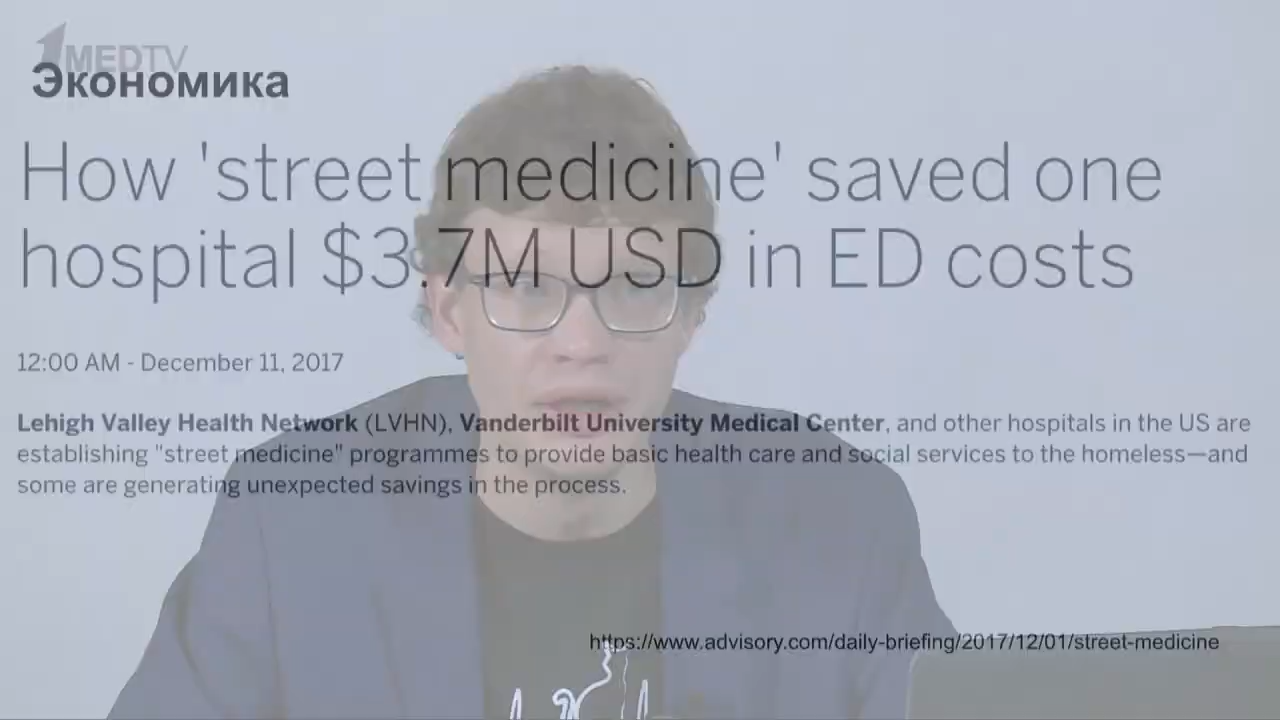 1MEDTV
Экономика
How 'street medicine' saved one
hospital $3.7M USD in ED costs
12:00 AM - December 11, 2017
Lehigh Valley Health Network (LVHN), Vanderbilt University Medical Center, and other hospitals in the US are
establishing "street medicine" programmes to provide basic health care and social services to the homeless—and
some are generating unexpected savings in the process.
https://www.advisory.com/daily-briefing/2017/12/01/street-medicine